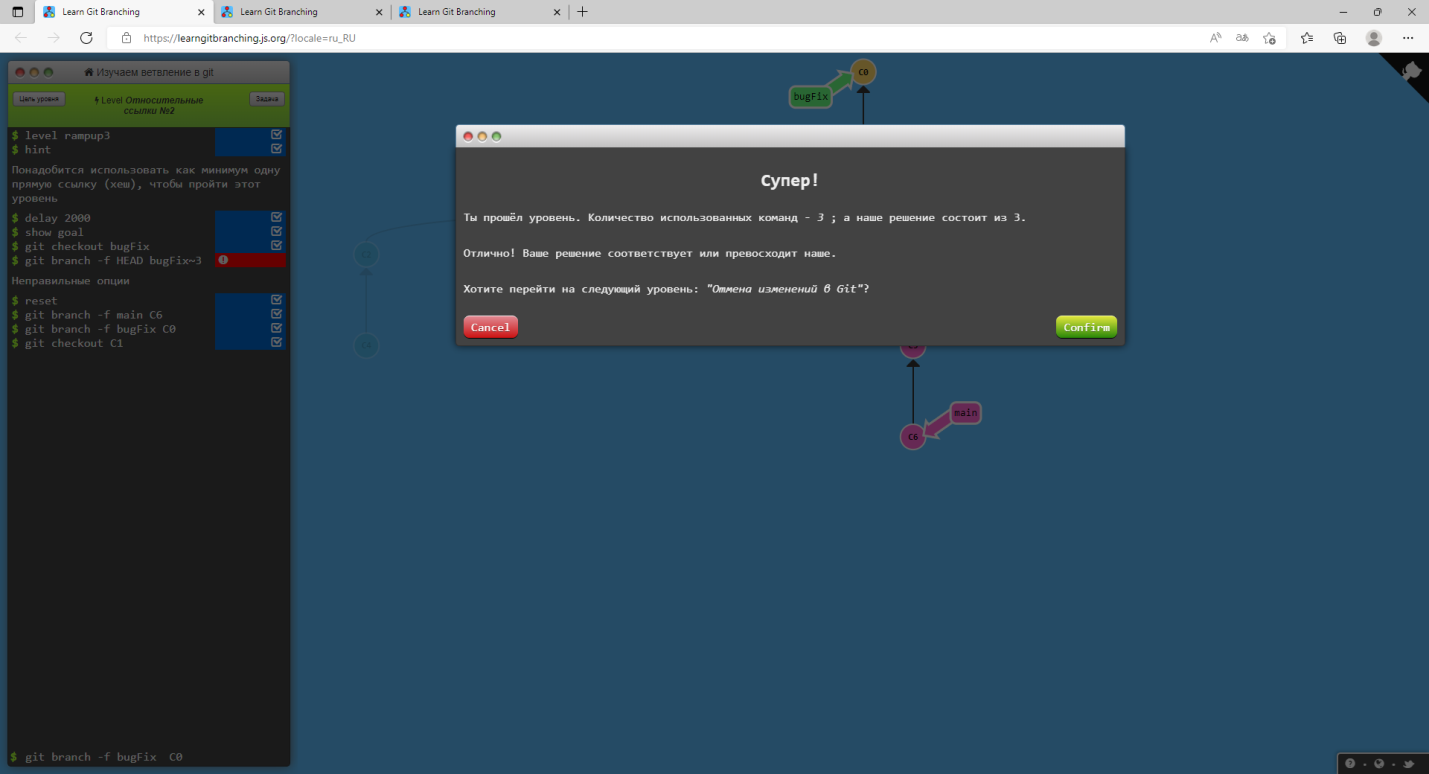 Learn Git Branching
Learn Git Branching
Learn Git Branching
https://learngitbranching.js.org/?locale=ru_RU
Изучаем ветвление в git
Цель уровня
Level Относительные
ссылки №2
Задача
$ level rampup3
$ hint
Понадобится использовать как минимум одну
прямую ссылку (хеш), чтобы пройти этот
уровень
$ delay 2000
$ show goal
$ git checkout bugFix
$ git branch -f HEAD bugFix~3
Неправильные опции
$ reset
$ git branch -f main C6
$ git branch -f bugFix C0
$ git checkout C1
$ git branch -f bugFix  C0
C0
bugFix
Супер!
Ты прошёл уровень. Количество использованных команд - 3 ; а наше решение состоит из 3.
Отлично! Ваше решение соответствует или превосходит наше.
Хотите перейти на следующий уровень: "Отмена изменений в Git"?
Cancel
Confirm
main
C6